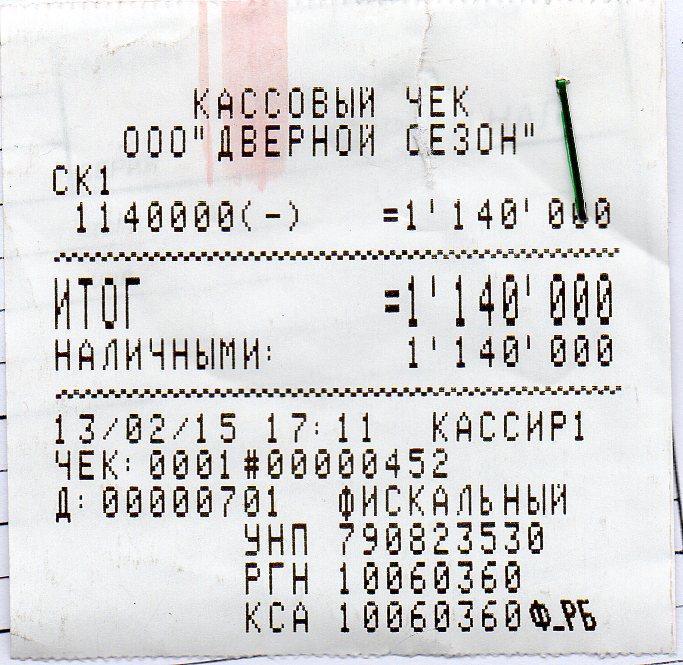 КАССОВЫЙ ЧЕК
ООО"ДВЕРНОЙ СЕЗОН"
СК1
1140000(-) =1'140'000
ИТОГ =1'140'000
НАЛИЧНЫМИ: 1'140'000
13/02/15 17:11 КАССИР1
ЧЕК:0001#00000452
Д:00000701 ФИСКАЛЬНЫЙ
УНП 790823530
РГН 10060360
КСА 10060360Ф_РБ